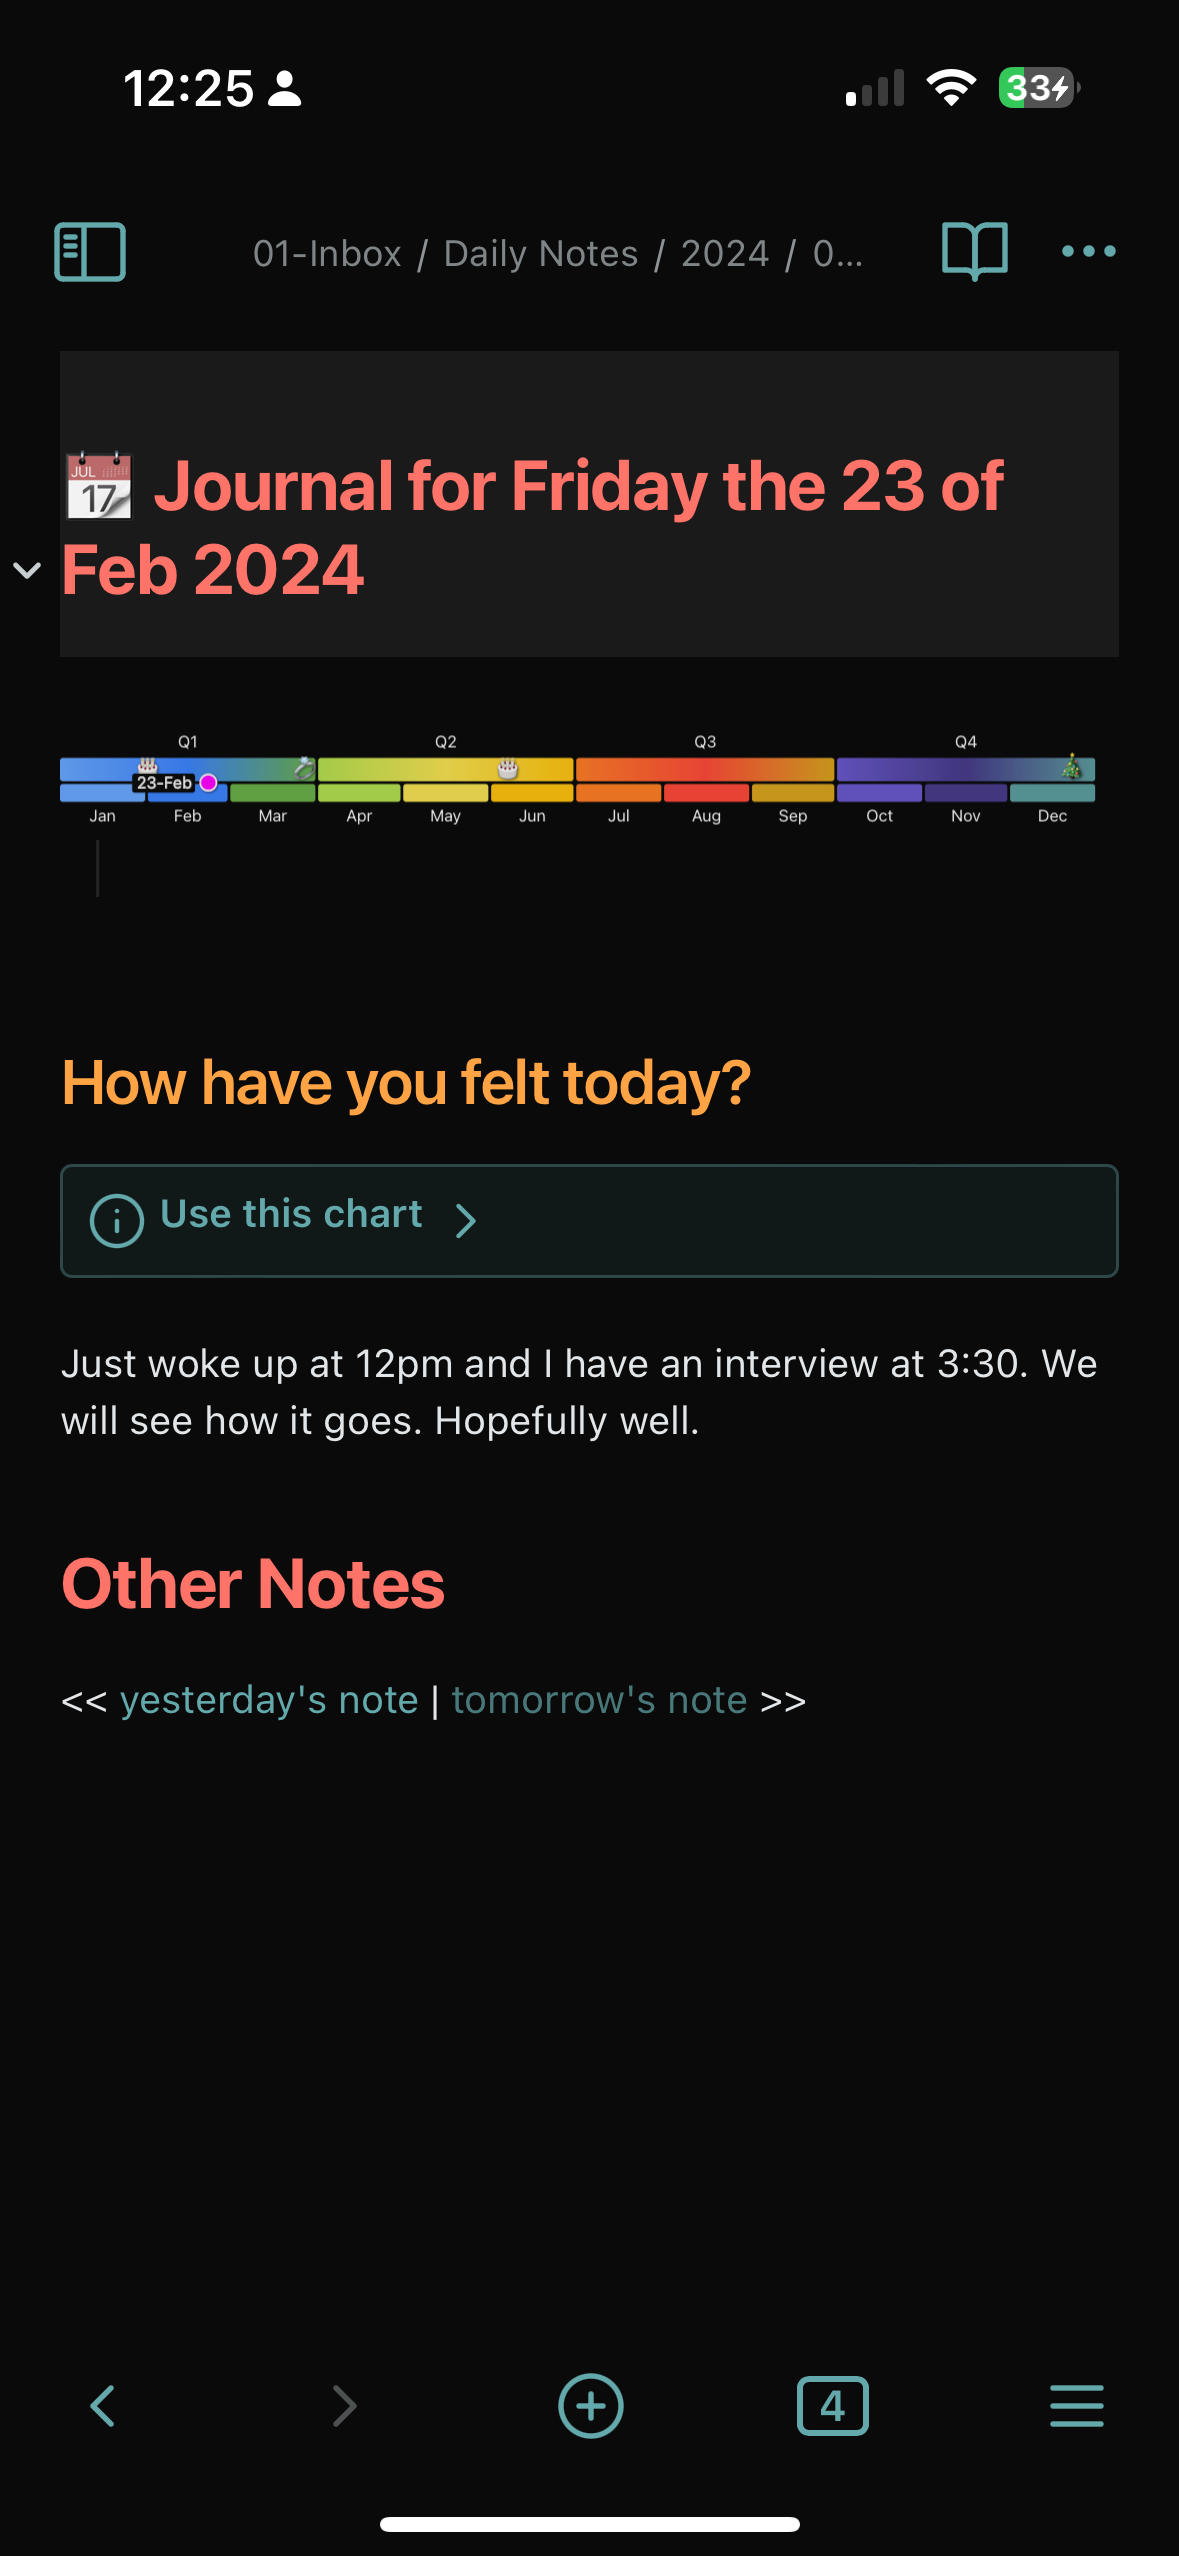 12:25
33
01-Inbox / Daily Notes / 2024 / 0...
JUL
17
Journal for Friday the 23 of
Feb 2024
Q1 Q2 Q3 Q4
23-Feb
Jan Feb Mar Apr May Jun Jul Aug Sep Oct Nov Dec
How have you felt today?
Use this chart
Just woke up at 12pm and I have an interview at 3:30. We
will see how it goes. Hopefully well.
Other Notes
<< yesterday's note | tomorrow's note >>
4